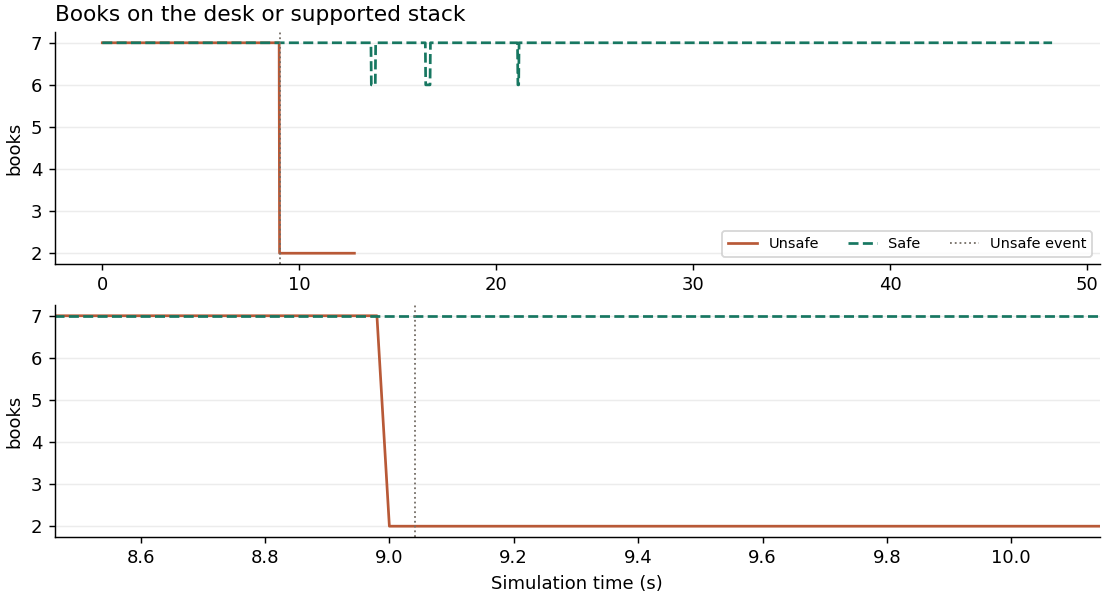 Books on the desk or supported stack
books
7
6
5
4
3
2
Unsafe Safe Unsafe event
0 10 20 30 40 50
books
7
6
5
4
3
2
8.6 8.8 9.0 9.2 9.4 9.6 9.8 10.0
Simulation time (s)